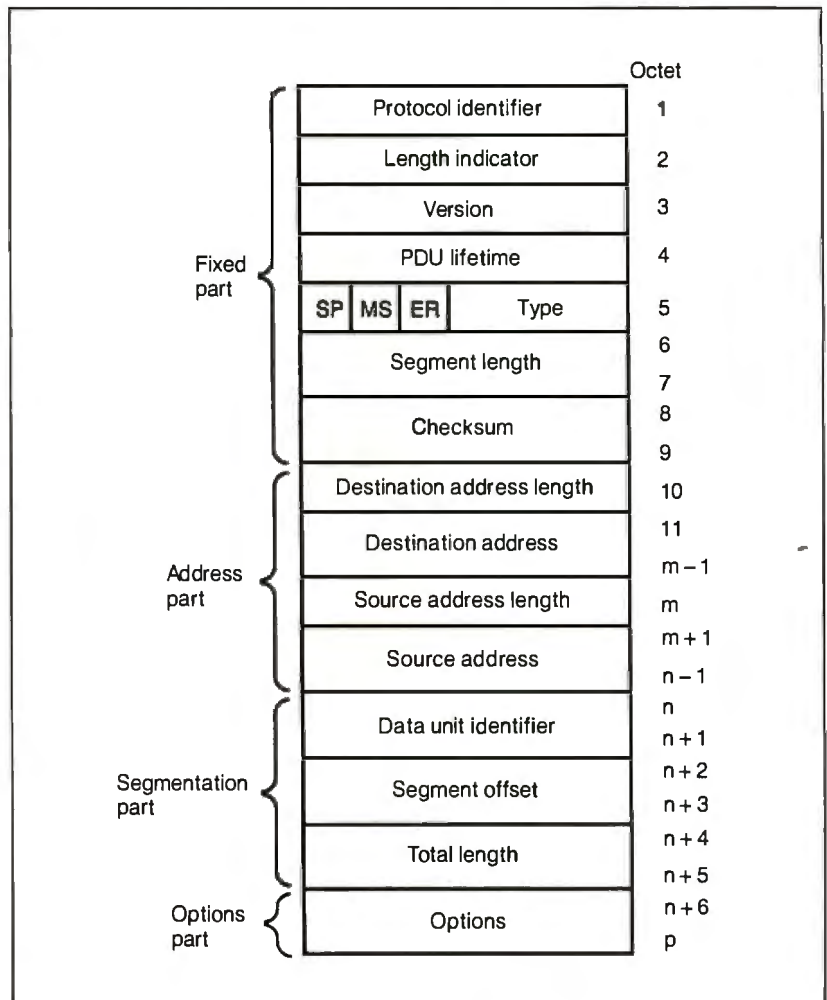 Octet
Protocol identifier 1
Length indicator 2
Version 3
PDU lifetime 4
Fixed
part
SP MS ER Type 5
Segment length 6
7
Checksum 8
9
Destination address length 10
Destination address 11
m – 1
Address
part
Source address length m
Source address m + 1
n – 1
Data unit identifier n
n + 1
Segmentation
part
Segment offset n + 2
n + 3
Total length n + 4
n + 5
Options
part
Options n + 6
p